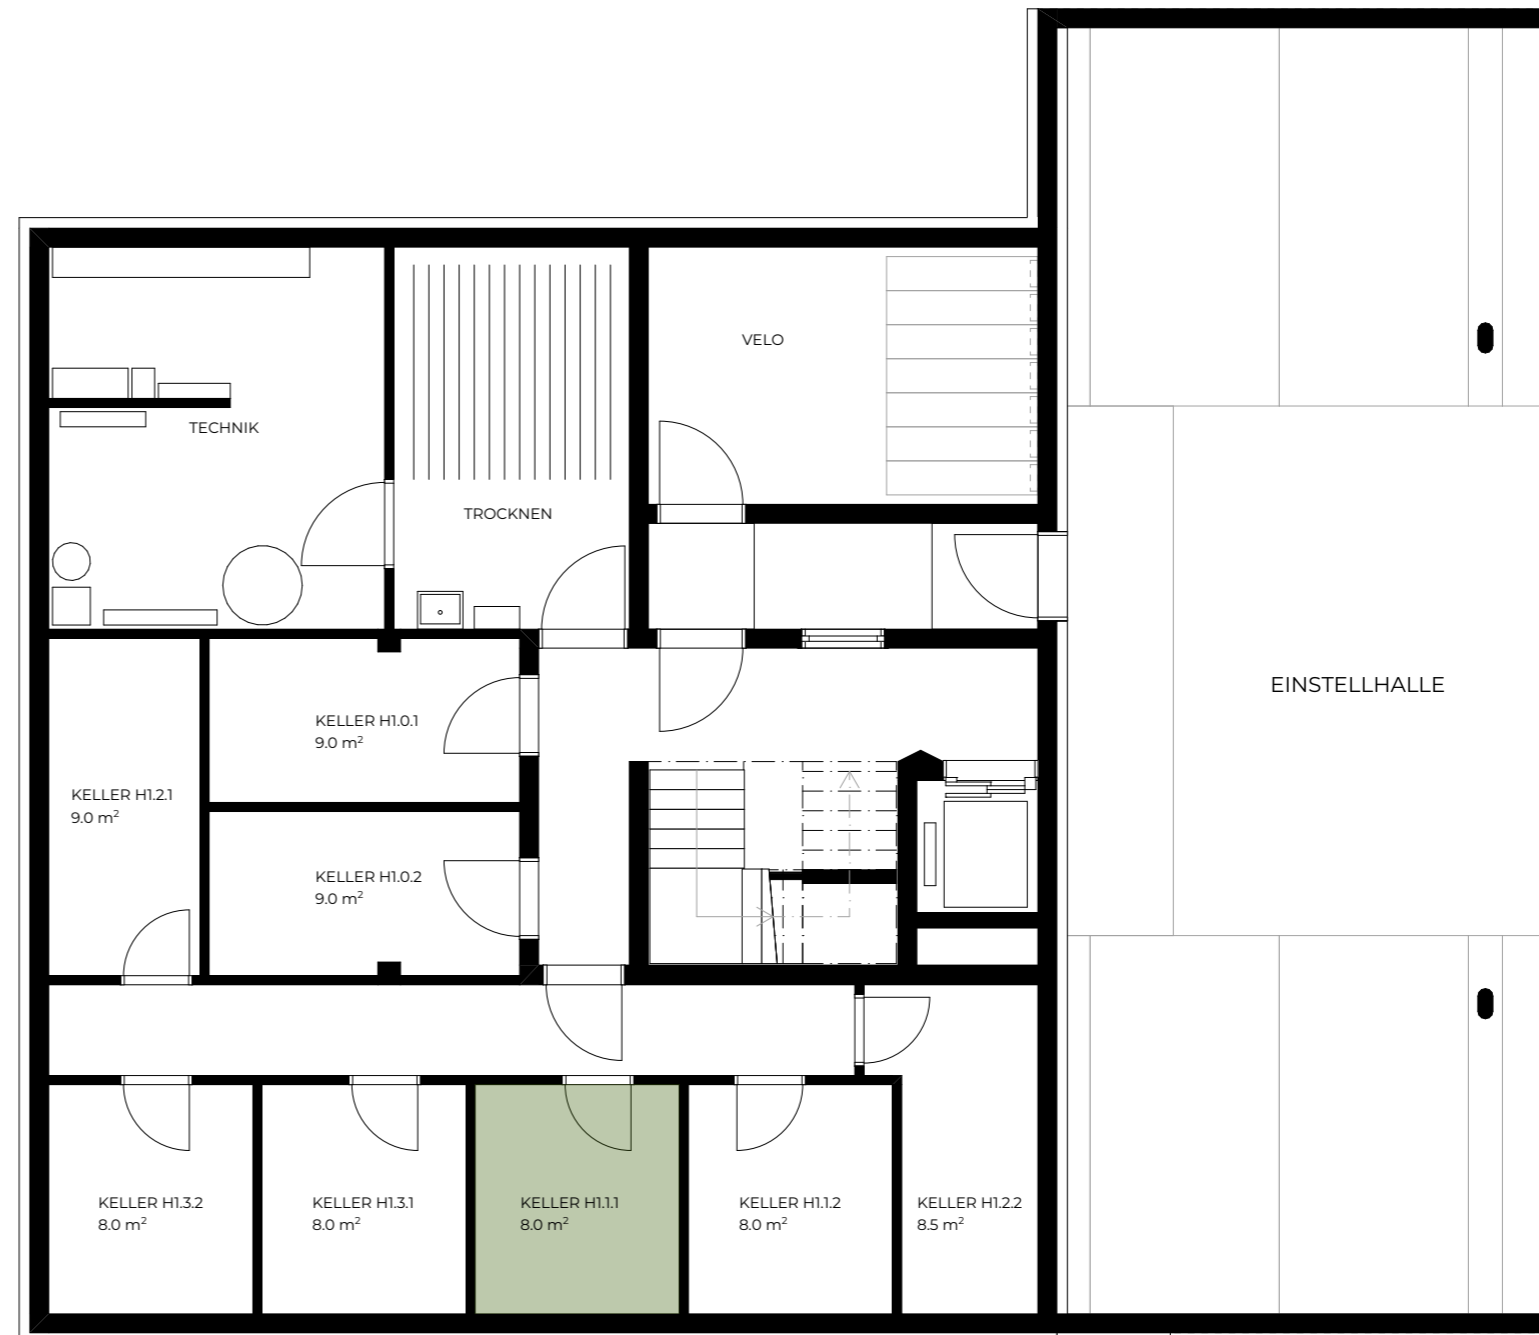 VELO
TECHNIK
TROCKNEN
EINSTELLHALLE
KELLER H1.0.1
9.0 m²
KELLER H1.2.1
9.0 m²
KELLER H1.0.2
9.0 m²
KELLER H1.3.2
8.0 m²
KELLER H1.3.1
8.0 m²
KELLER H1.1.1
8.0 m²
KELLER H1.1.2
8.0 m²
KELLER H1.2.2
8.5 m²